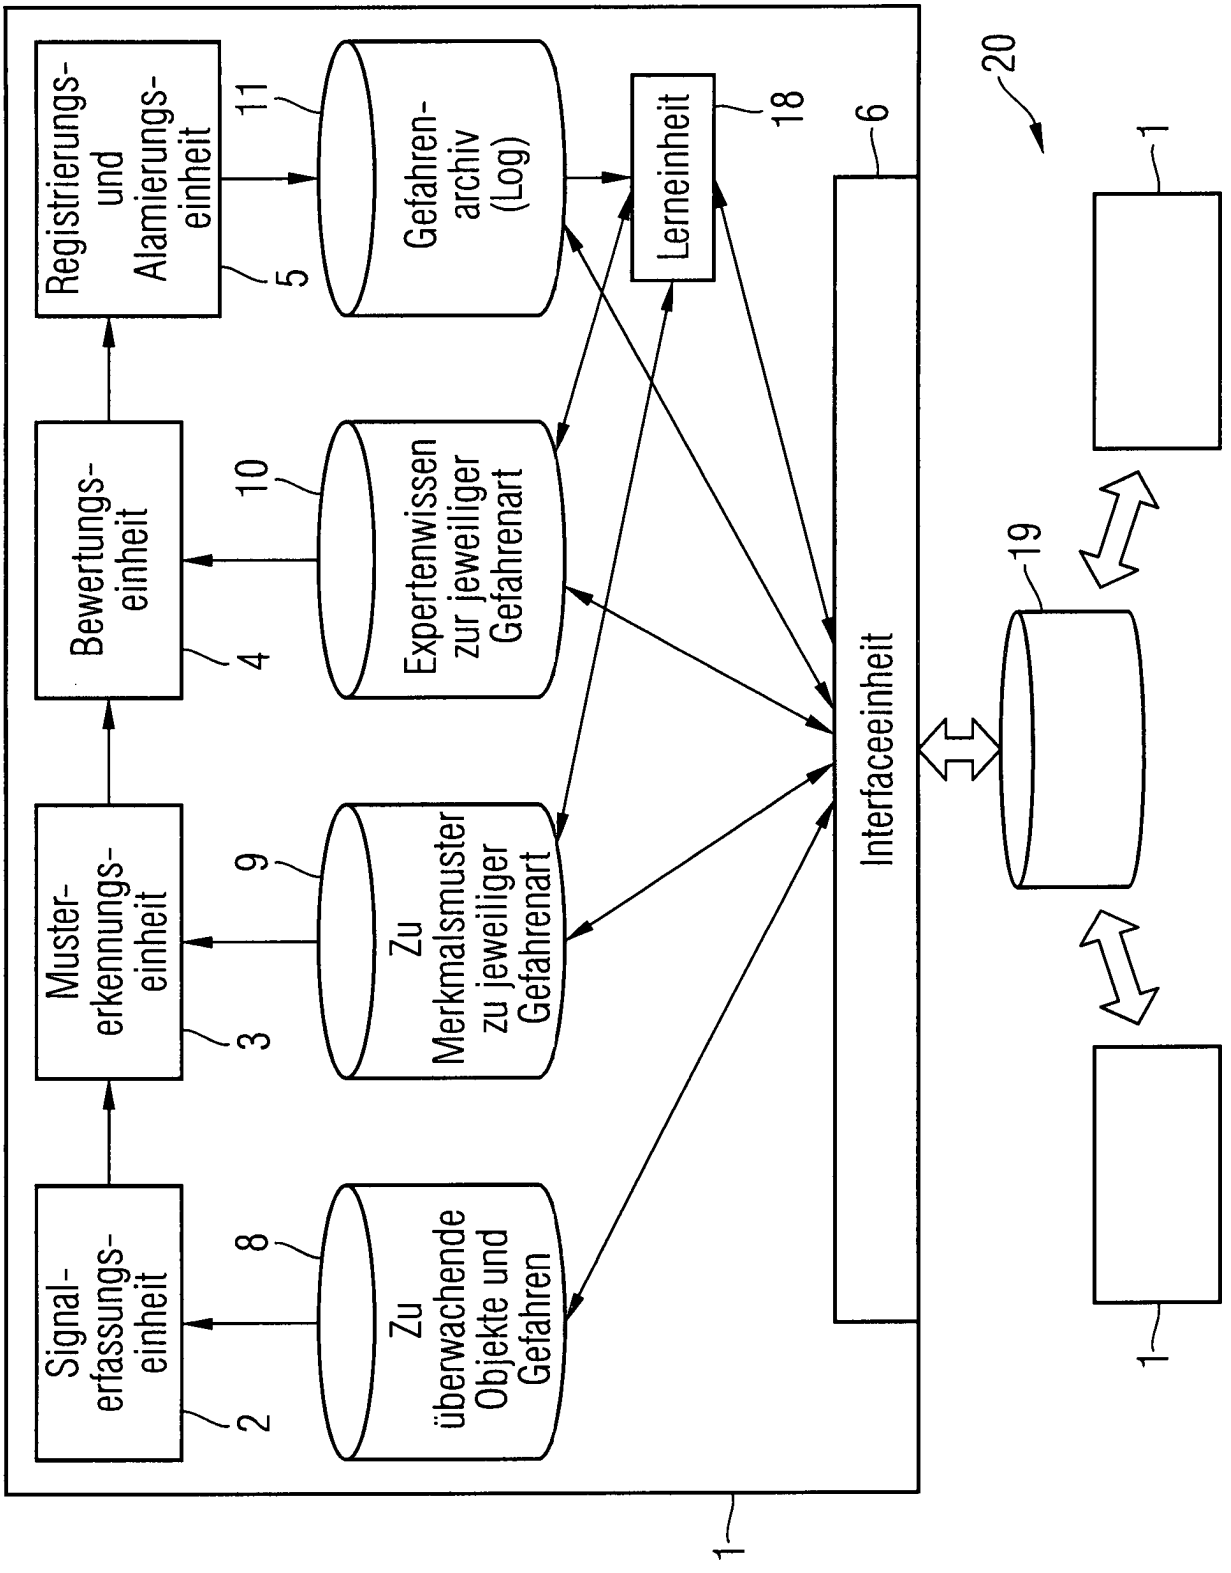 Signal-
erfassungs-
einheit
2
Muster-
erkennungs-
einheit
3
Bewertungs-
einheit
4
Registrierungs-
und
Alamierungs-
einheit
5
8
Zu
überwachende
Objekte und
Gefahren
9
Zu
Merkmalsmuster
zu jeweiliger
Gefahrenart
10
Expertenwissen
zur jeweiliger
Gefahrenart
11
Gefahren-
archiv
(Log)
Lerneinheit
18
Interfaceeinheit
6
1
19
20
1
1